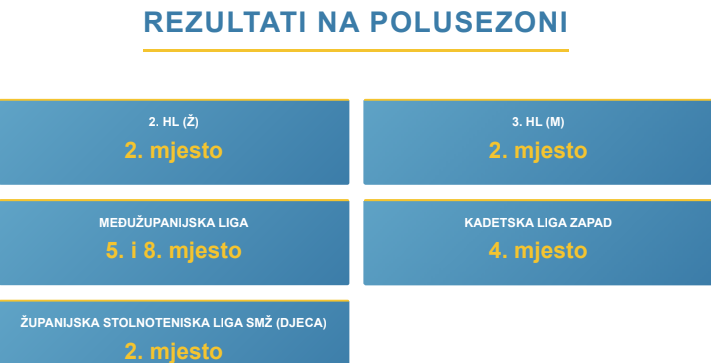 REZULTATI NA POLUSEZONI
2. HL (Ž)
2. mjesto
3. HL (M)
2. mjesto
MEĐUŽUPANIJSKA LIGA
5. i 8. mjesto
KADETSKA LIGA ZAPAD
4. mjesto
ŽUPANIJSKA STOLNOTENISKA LIGA SMŽ (DJECA)
2. mjesto